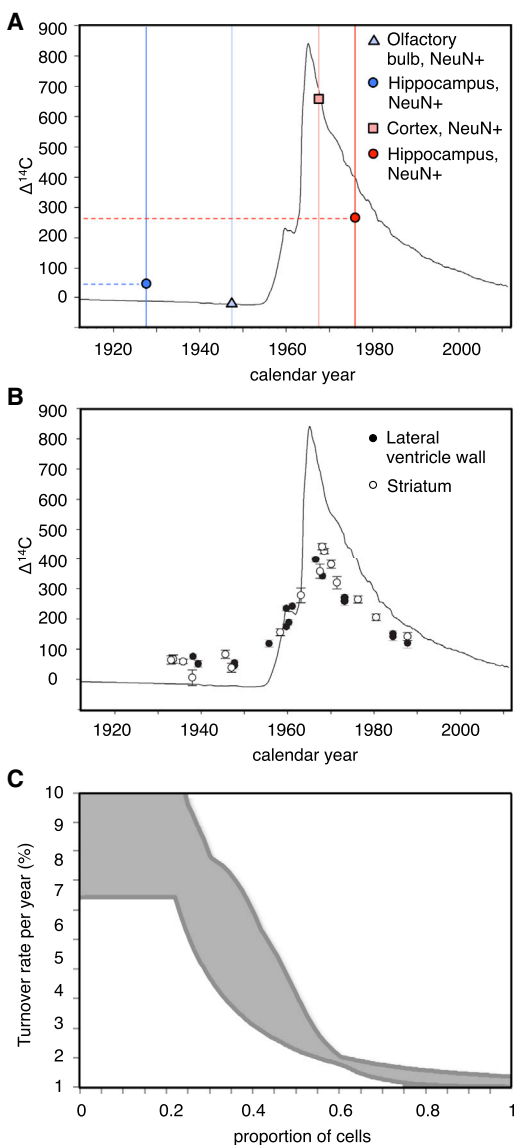 A
900
800
700
600
500
400
300
200
100
0
Δ¹⁴C
Olfactory
bulb, NeuN+
Hippocampus,
NeuN+
Cortex, NeuN+
Hippocampus,
NeuN+
1920 1940 1960 1980 2000
calendar year
B
900
800
700
600
500
400
300
200
100
0
Δ¹⁴C
Lateral
ventricle wall
Striatum
1920 1940 1960 1980 2000
calendar year
C
10
9
8
7
6
5
4
3
2
1
Turnover rate per year (%)
0 0.2 0.4 0.6 0.8 1
proportion of cells